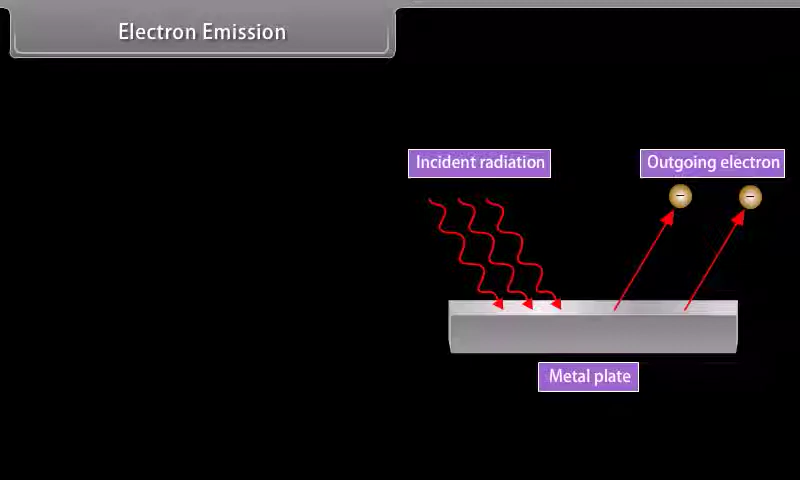 Electron Emission
Incident radiation
Outgoing electron
Metal plate